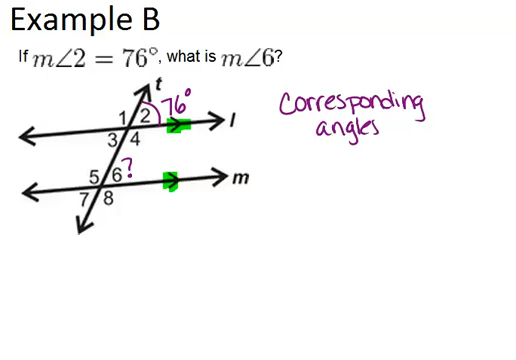 Example B
If m∠2 = 76°, what is m∠6?
t
76°
1 2
l
3 4
Corresponding
angles
5 6 ?
m
7 8